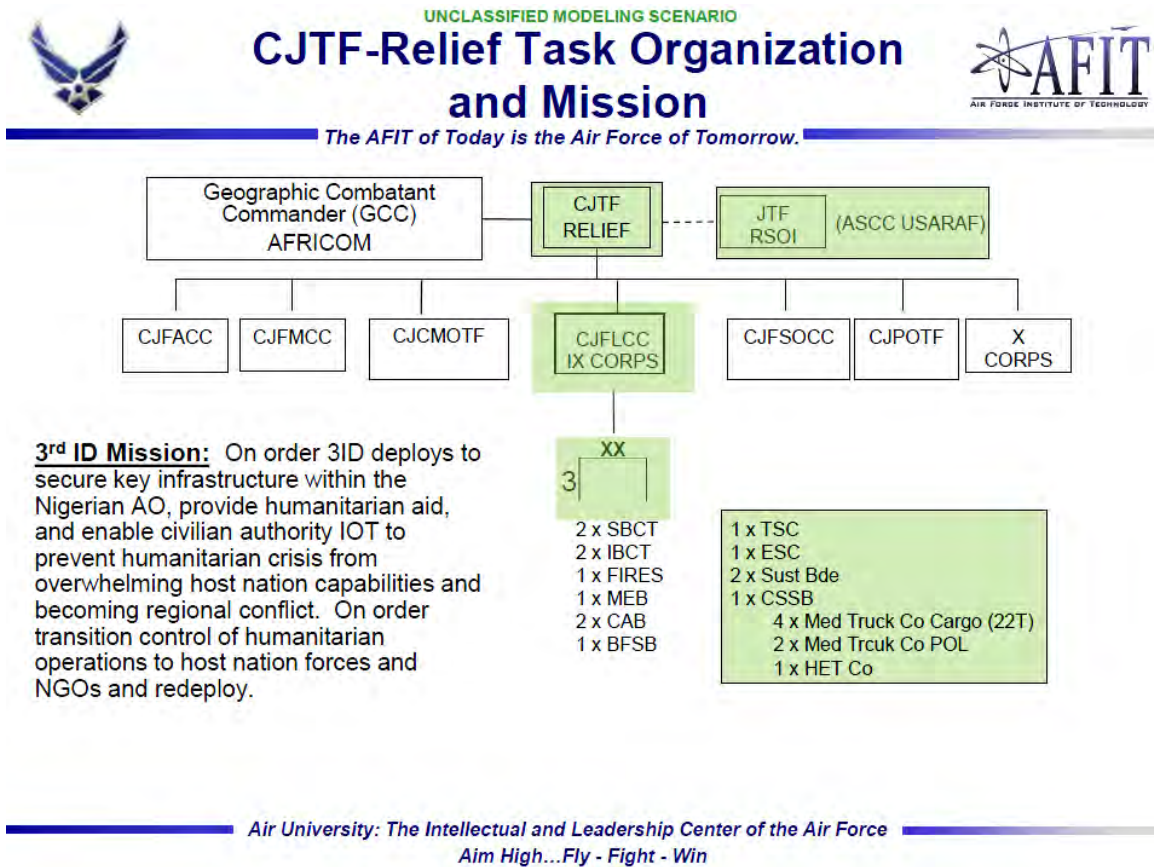 UNCLASSIFIED MODELING SCENARIO
CJTF-Relief Task Organization
and Mission
AFIT
AIR FORCE INSTITUTE OF TECHNOLOGY
The AFIT of Today is the Air Force of Tomorrow.
Geographic Combatant
Commander (GCC)
AFRICOM
CJTF
RELIEF
JTF
RSOI
(ASCC USARAF)
CJFACC
CJFMCC
CJCMOTF
CJFLCC
IX CORPS
CJFSOCC
CJPOTF
X
CORPS
3rd ID Mission: On order 3ID deploys to
secure key infrastructure within the
Nigerian AO, provide humanitarian aid,
and enable civilian authority IOT to
prevent humanitarian crisis from
overwhelming host nation capabilities and
becoming regional conflict. On order
transition control of humanitarian
operations to host nation forces and
NGOs and redeploy.
XX
3
2 x SBCT
2 x IBCT
1 x FIRES
1 x MEB
2 x CAB
1 x BFSB
1 x TSC
1 x ESC
2 x Sust Bde
1 x CSSB
4 x Med Truck Co Cargo (22T)
2 x Med Trcuk Co POL
1 x HET Co
Air University: The Intellectual and Leadership Center of the Air Force
Aim High...Fly - Fight - Win